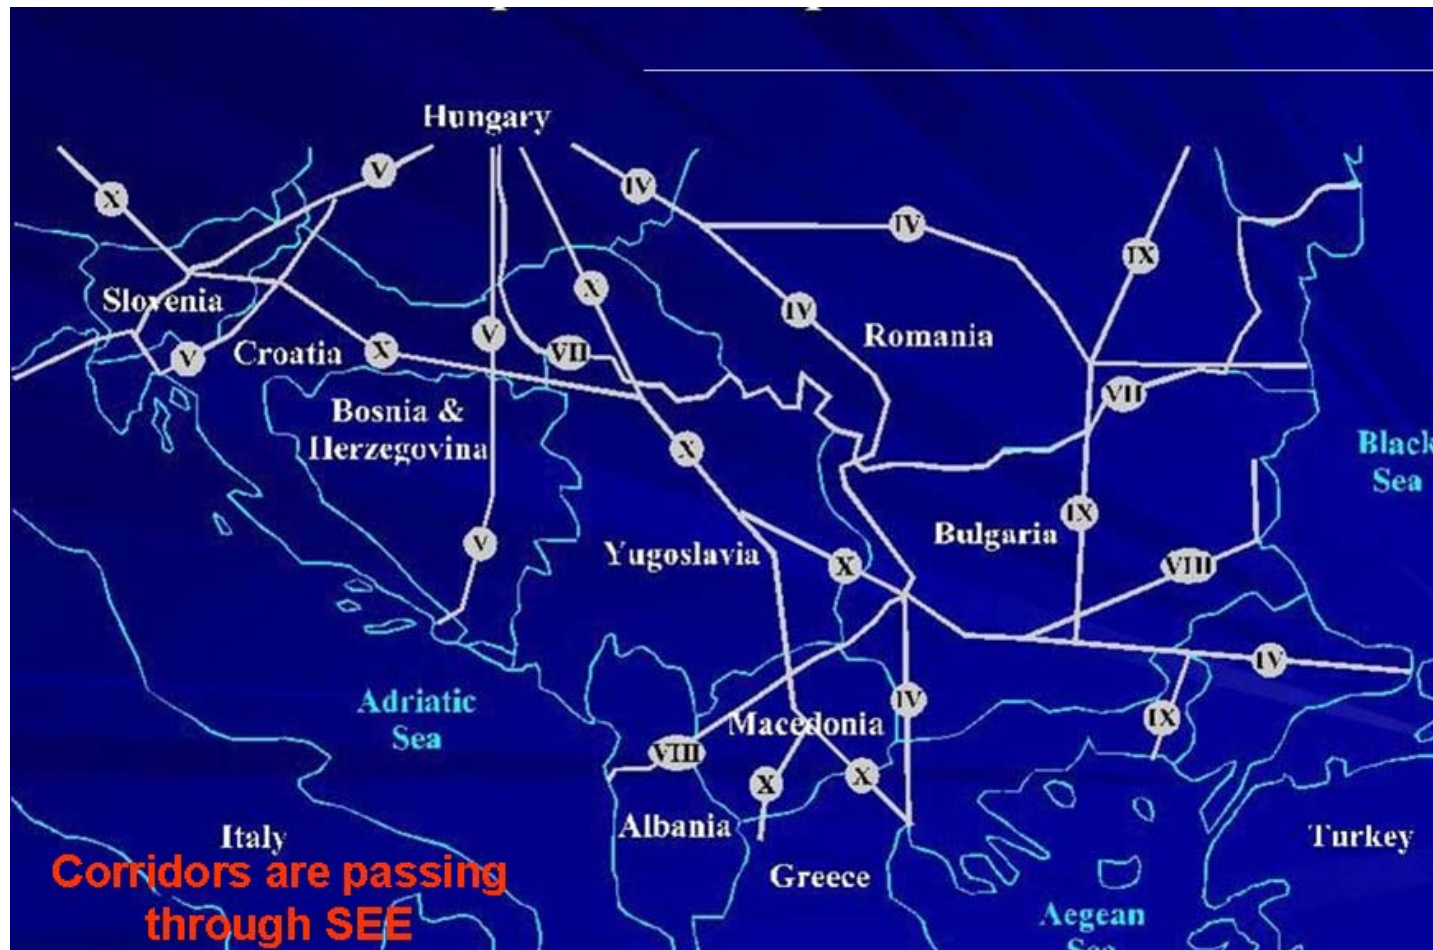 Hungary
V
X
IV
IV
IX
X
Slovenia
IV
V
Romania
V
Croatia
X
VII
VII
Bosnia &
Herzegovina
X
Black
Sea
IX
Bulgaria
V
Yugoslavia
X
VIII
IV
Adriatic
Sea
IV
Macedonia
IX
VIII
X
X
Albania
Italy
Turkey
Greece
Corridors are passing
through SEE
Aegean
Sea